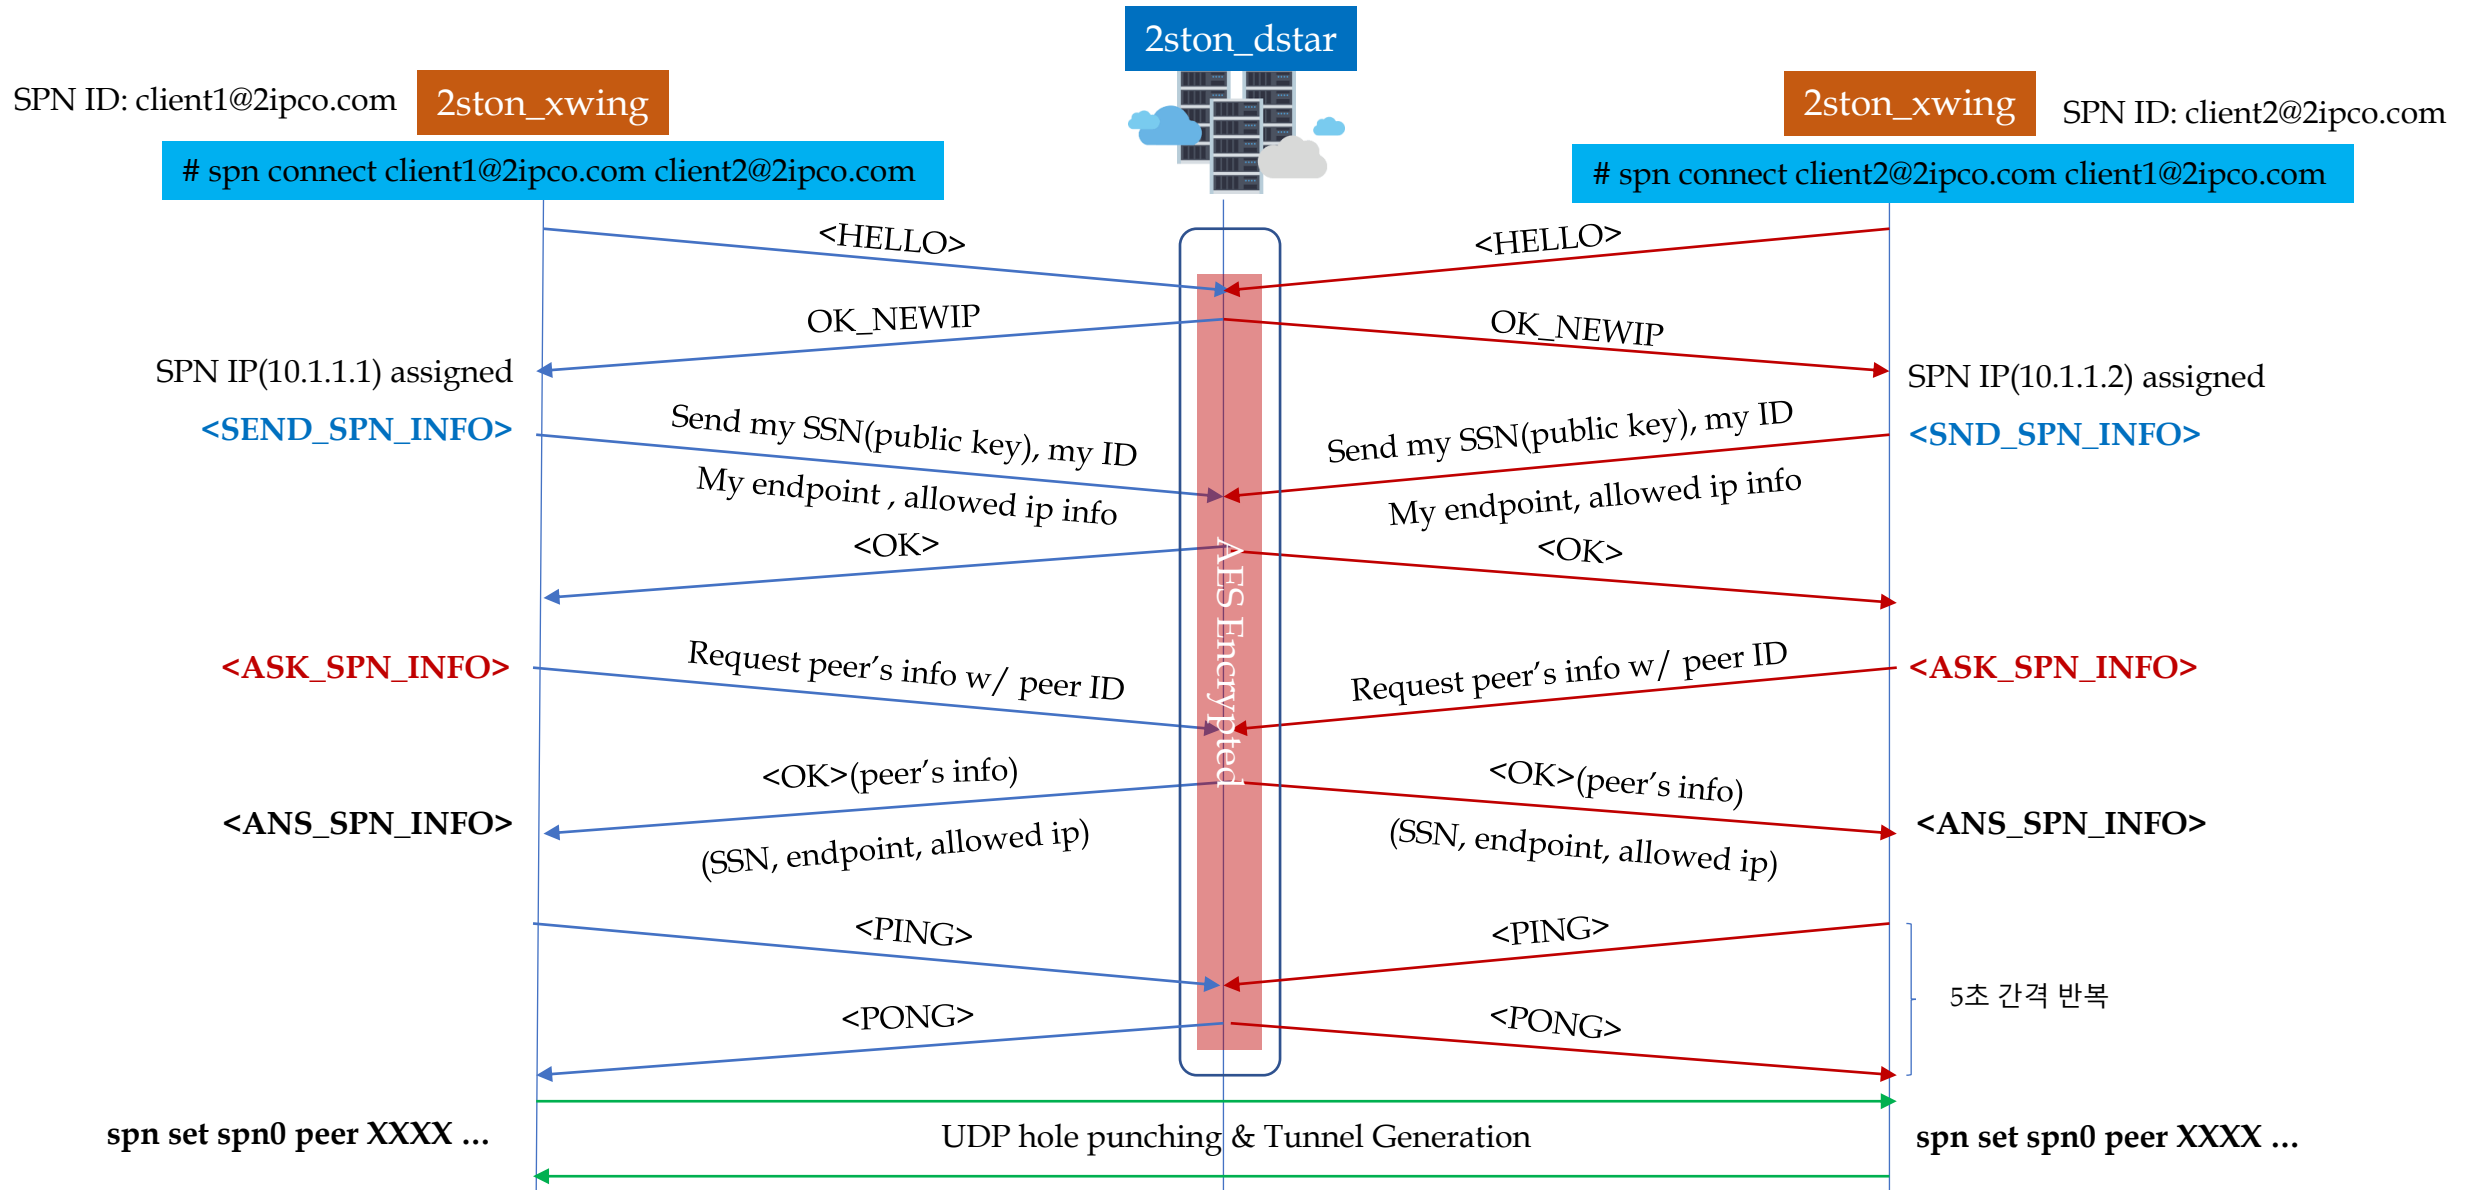 2ston_dstar
SPN ID: client1@2ipco.com
2ston_xwing
2ston_xwing
SPN ID: client2@2ipco.com
# spn connect client1@2ipco.com client2@2ipco.com
# spn connect client2@2ipco.com client1@2ipco.com
<HELLO>
<HELLO>
OK_NEWIP
OK_NEWIP
SPN IP(10.1.1.1) assigned
SPN IP(10.1.1.2) assigned
<SEND_SPN_INFO>
Send my SSN(public key), my ID
Send my SSN(public key), my ID
<SND_SPN_INFO>
My endpoint , allowed ip info
My endpoint, allowed ip info
<OK>
<OK>
AES Encrypted
<ASK_SPN_INFO>
Request peer’s info w/ peer ID
Request peer’s info w/ peer ID
<ASK_SPN_INFO>
<OK>(peer’s info)
<OK>(peer’s info)
<ANS_SPN_INFO>
(SSN, endpoint, allowed ip)
(SSN, endpoint, allowed ip)
<ANS_SPN_INFO>
<PING>
<PING>
5초 간격 반복
<PONG>
<PONG>
spn set spn0 peer XXXX …
UDP hole punching & Tunnel Generation
spn set spn0 peer XXXX …